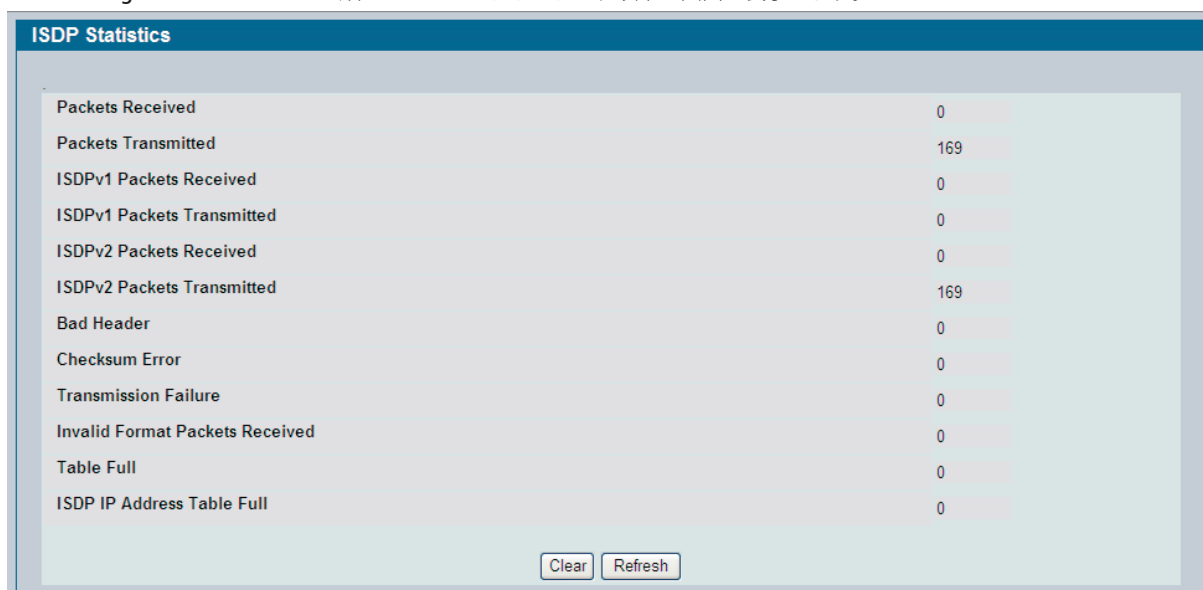 ISDP Statistics
Packets Received 0
Packets Transmitted 169
ISDPv1 Packets Received 0
ISDPv1 Packets Transmitted 0
ISDPv2 Packets Received 0
ISDPv2 Packets Transmitted 169
Bad Header 0
Checksum Error 0
Transmission Failure 0
Invalid Format Packets Received 0
Table Full 0
ISDP IP Address Table Full 0
Clear Refresh